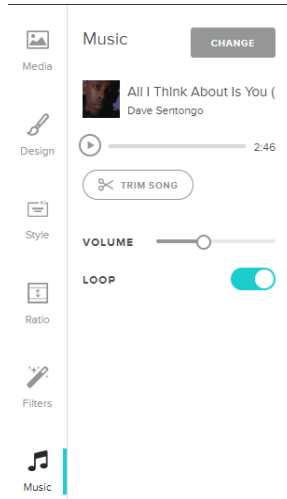 Music
CHANGE
Media
All I Think About Is You (
Dave Sentongo
2:46
Design
TRIM SONG
Style
VOLUME
LOOP
Ratio
Filters
Music